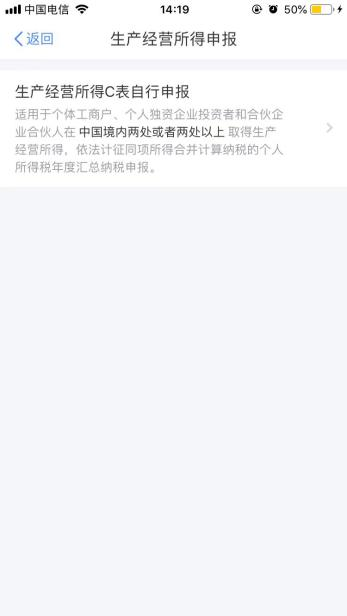 中国电信 14:19 50%
返回 生产经营所得申报
生产经营所得C表自行申报
适用于个体工商户、个人独资企业投资者和合伙企
业合伙人在 中国境内两处或者两处以上 取得生产
经营所得，依法计征同项所得合并计算纳税的个人
所得税年度汇总纳税申报。